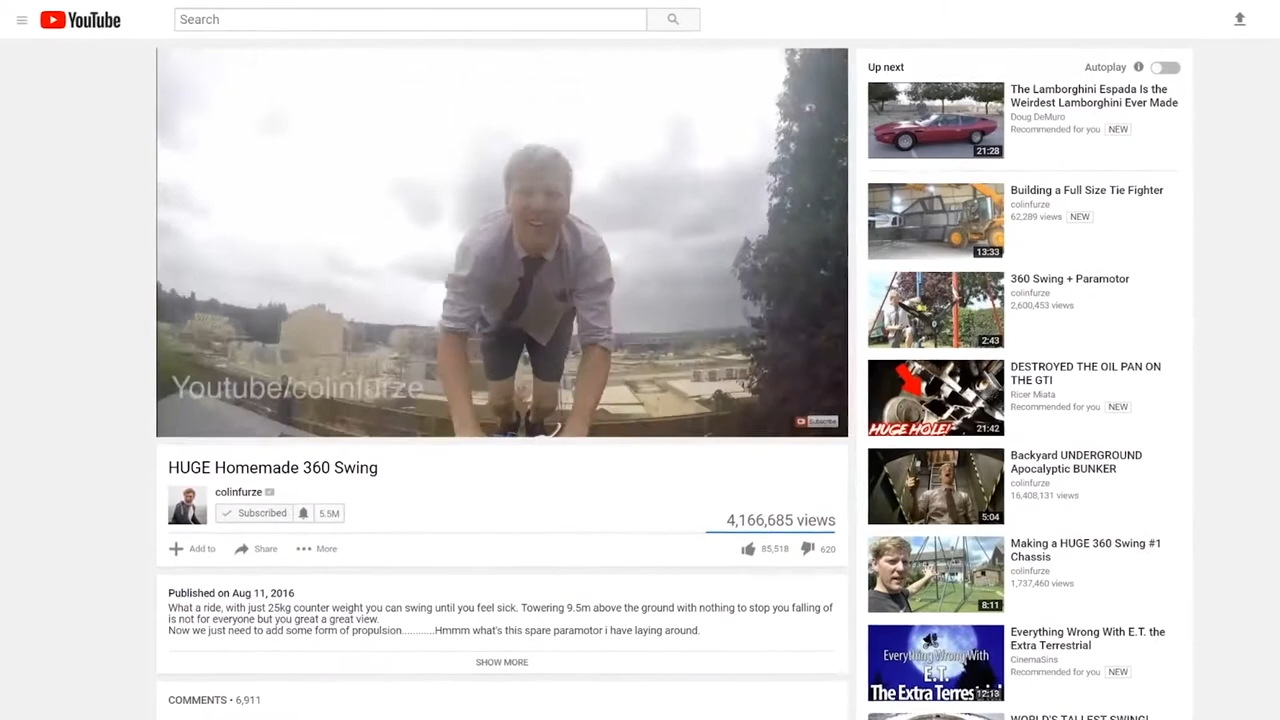 YouTube
Search
Youtube/colinfurze
Subscribe
HUGE Homemade 360 Swing
colinfurze
Subscribed 5.5M
4,166,685 views
Add to Share More 85,518 620
Published on Aug 11, 2016
What a ride, with just 25kg counter weight you can swing until you feel sick. Towering 9.5m above the ground with nothing to stop you falling of
is not for everyone but you great a great view.
Now we just need to add some form of propulsion...........Hmmm what's this spare paramotor i have laying around.
SHOW MORE
COMMENTS • 6,911
Up next Autoplay
The Lamborghini Espada Is the
Weirdest Lamborghini Ever Made
Doug DeMuro
Recommended for you NEW
21:28
Building a Full Size Tie Fighter
colinfurze
62,289 views NEW
13:33
360 Swing + Paramotor
colinfurze
2,600,453 views
2:43
DESTROYED THE OIL PAN ON
THE GTI
Ricer Miata
Recommended for you NEW
HUGE HOLE!
21:42
Backyard UNDERGROUND
Apocalyptic BUNKER
colinfurze
16,408,131 views
5:04
Making a HUGE 360 Swing #1
Chassis
colinfurze
1,737,460 views
8:11
Everything Wrong With E.T. the
Extra Terrestrial
CinemaSins
Recommended for you NEW
Everything Wrong With
E.T.
The Extra Terrestrial
12:13
WORLD'S TALLEST SWING!